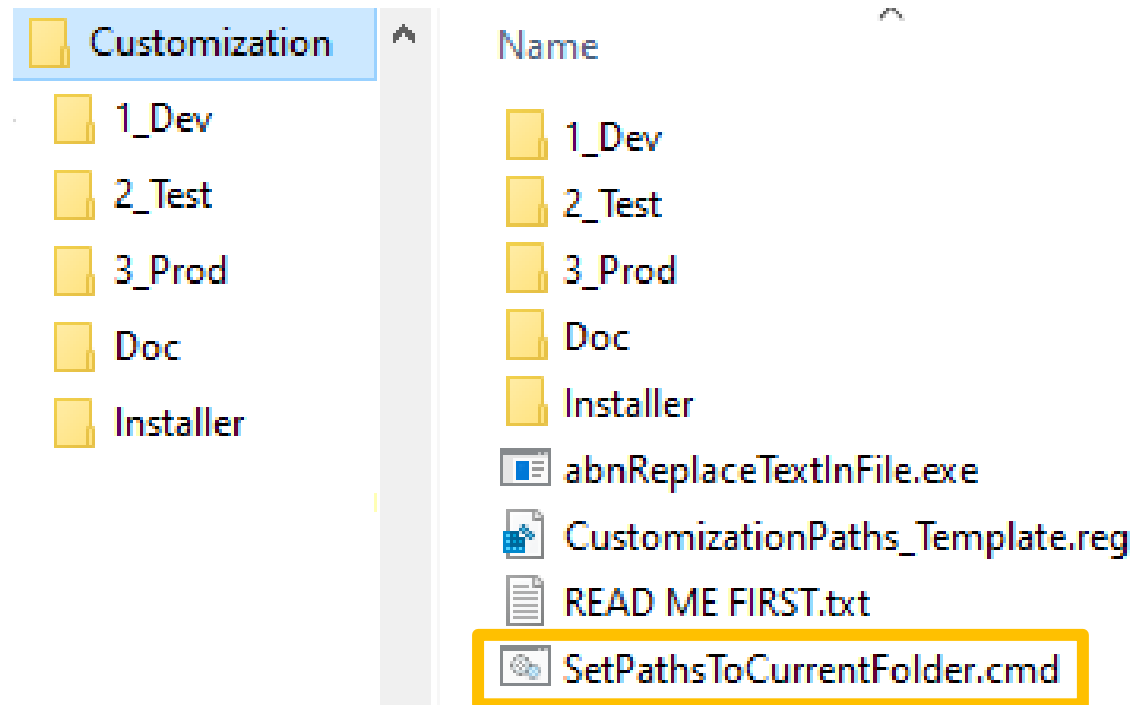 Customization
1_Dev
2_Test
3_Prod
Doc
Installer
Name
1_Dev
2_Test
3_Prod
Doc
Installer
abnReplaceTextInFile.exe
CustomizationPaths_Template.reg
READ ME FIRST.txt
SetPathsToCurrentFolder.cmd